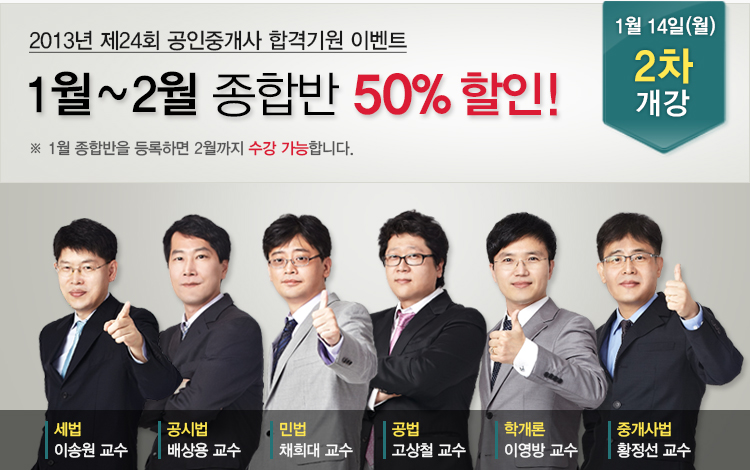 2013년 제24회 공인중개사 합격기원 이벤트
1월~2월 종합반 50% 할인!
※ 1월 종합반을 등록하면 2월까지 수강 가능합니다.
1월 14일(월)
2차
개강
세법
이송원 교수
공시법
배상용 교수
민법
채희대 교수
공법
고상철 교수
학개론
이영방 교수
중개사법
황정선 교수